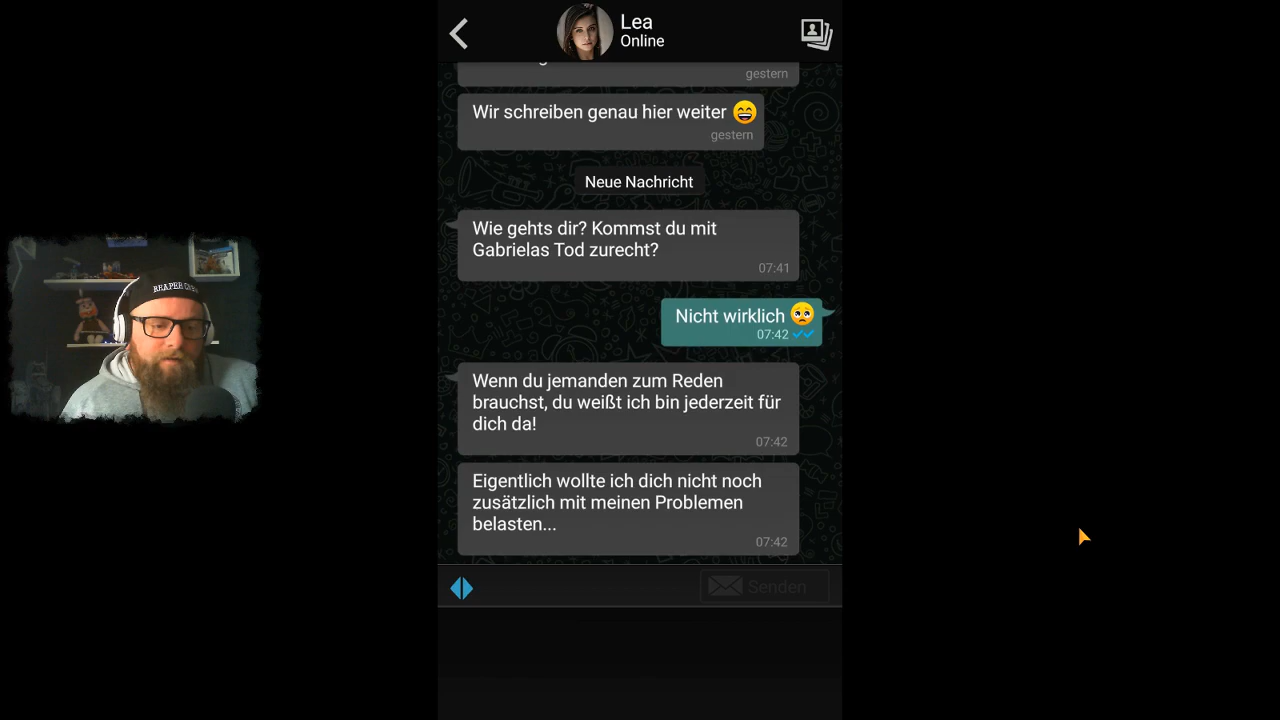 Lea
Online
gestern
Wir schreiben genau hier weiter 😁
gestern
Neue Nachricht
Wie gehts dir? Kommst du mit
Gabrielas Tod zurecht?
07:41
Nicht wirklich 🥺
07:42
Wenn du jemanden zum Reden
brauchst, du weißt ich bin jederzeit für
dich da!
07:42
Eigentlich wollte ich dich nicht noch
zusätzlich mit meinen Problemen
belasten...
07:42
Senden